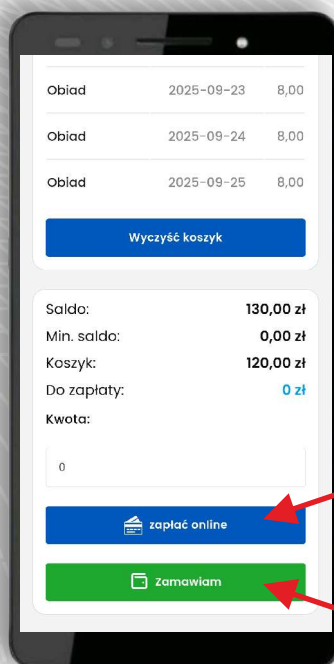 Obiad 2025-09-23 8,00
Obiad 2025-09-24 8,00
Obiad 2025-09-25 8,00
Wyczyść koszyk
Saldo: 130,00 zł
Min. saldo: 0,00 zł
Koszyk: 120,00 zł
Do zapłaty: 0 zł
Kwota:
0
zapłać online
Zamawiam